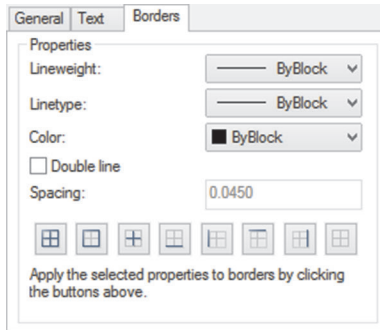 General Text Borders
Properties
Lineweight: ByBlock
Linetype: ByBlock
Color: ByBlock
Double line
Spacing: 0.0450
Apply the selected properties to borders by clicking
the buttons above.